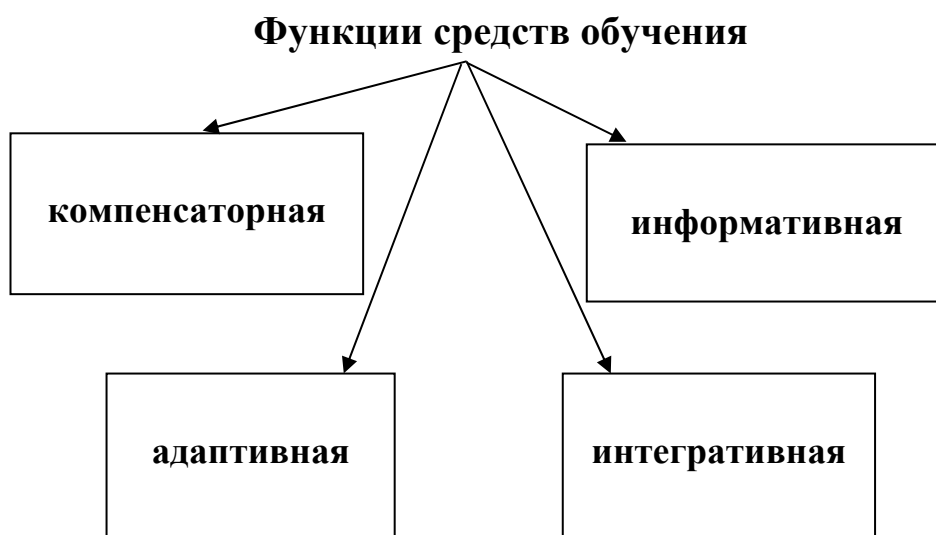 Функции средств обучения
компенсаторная
информативная
адаптивная
интегративная